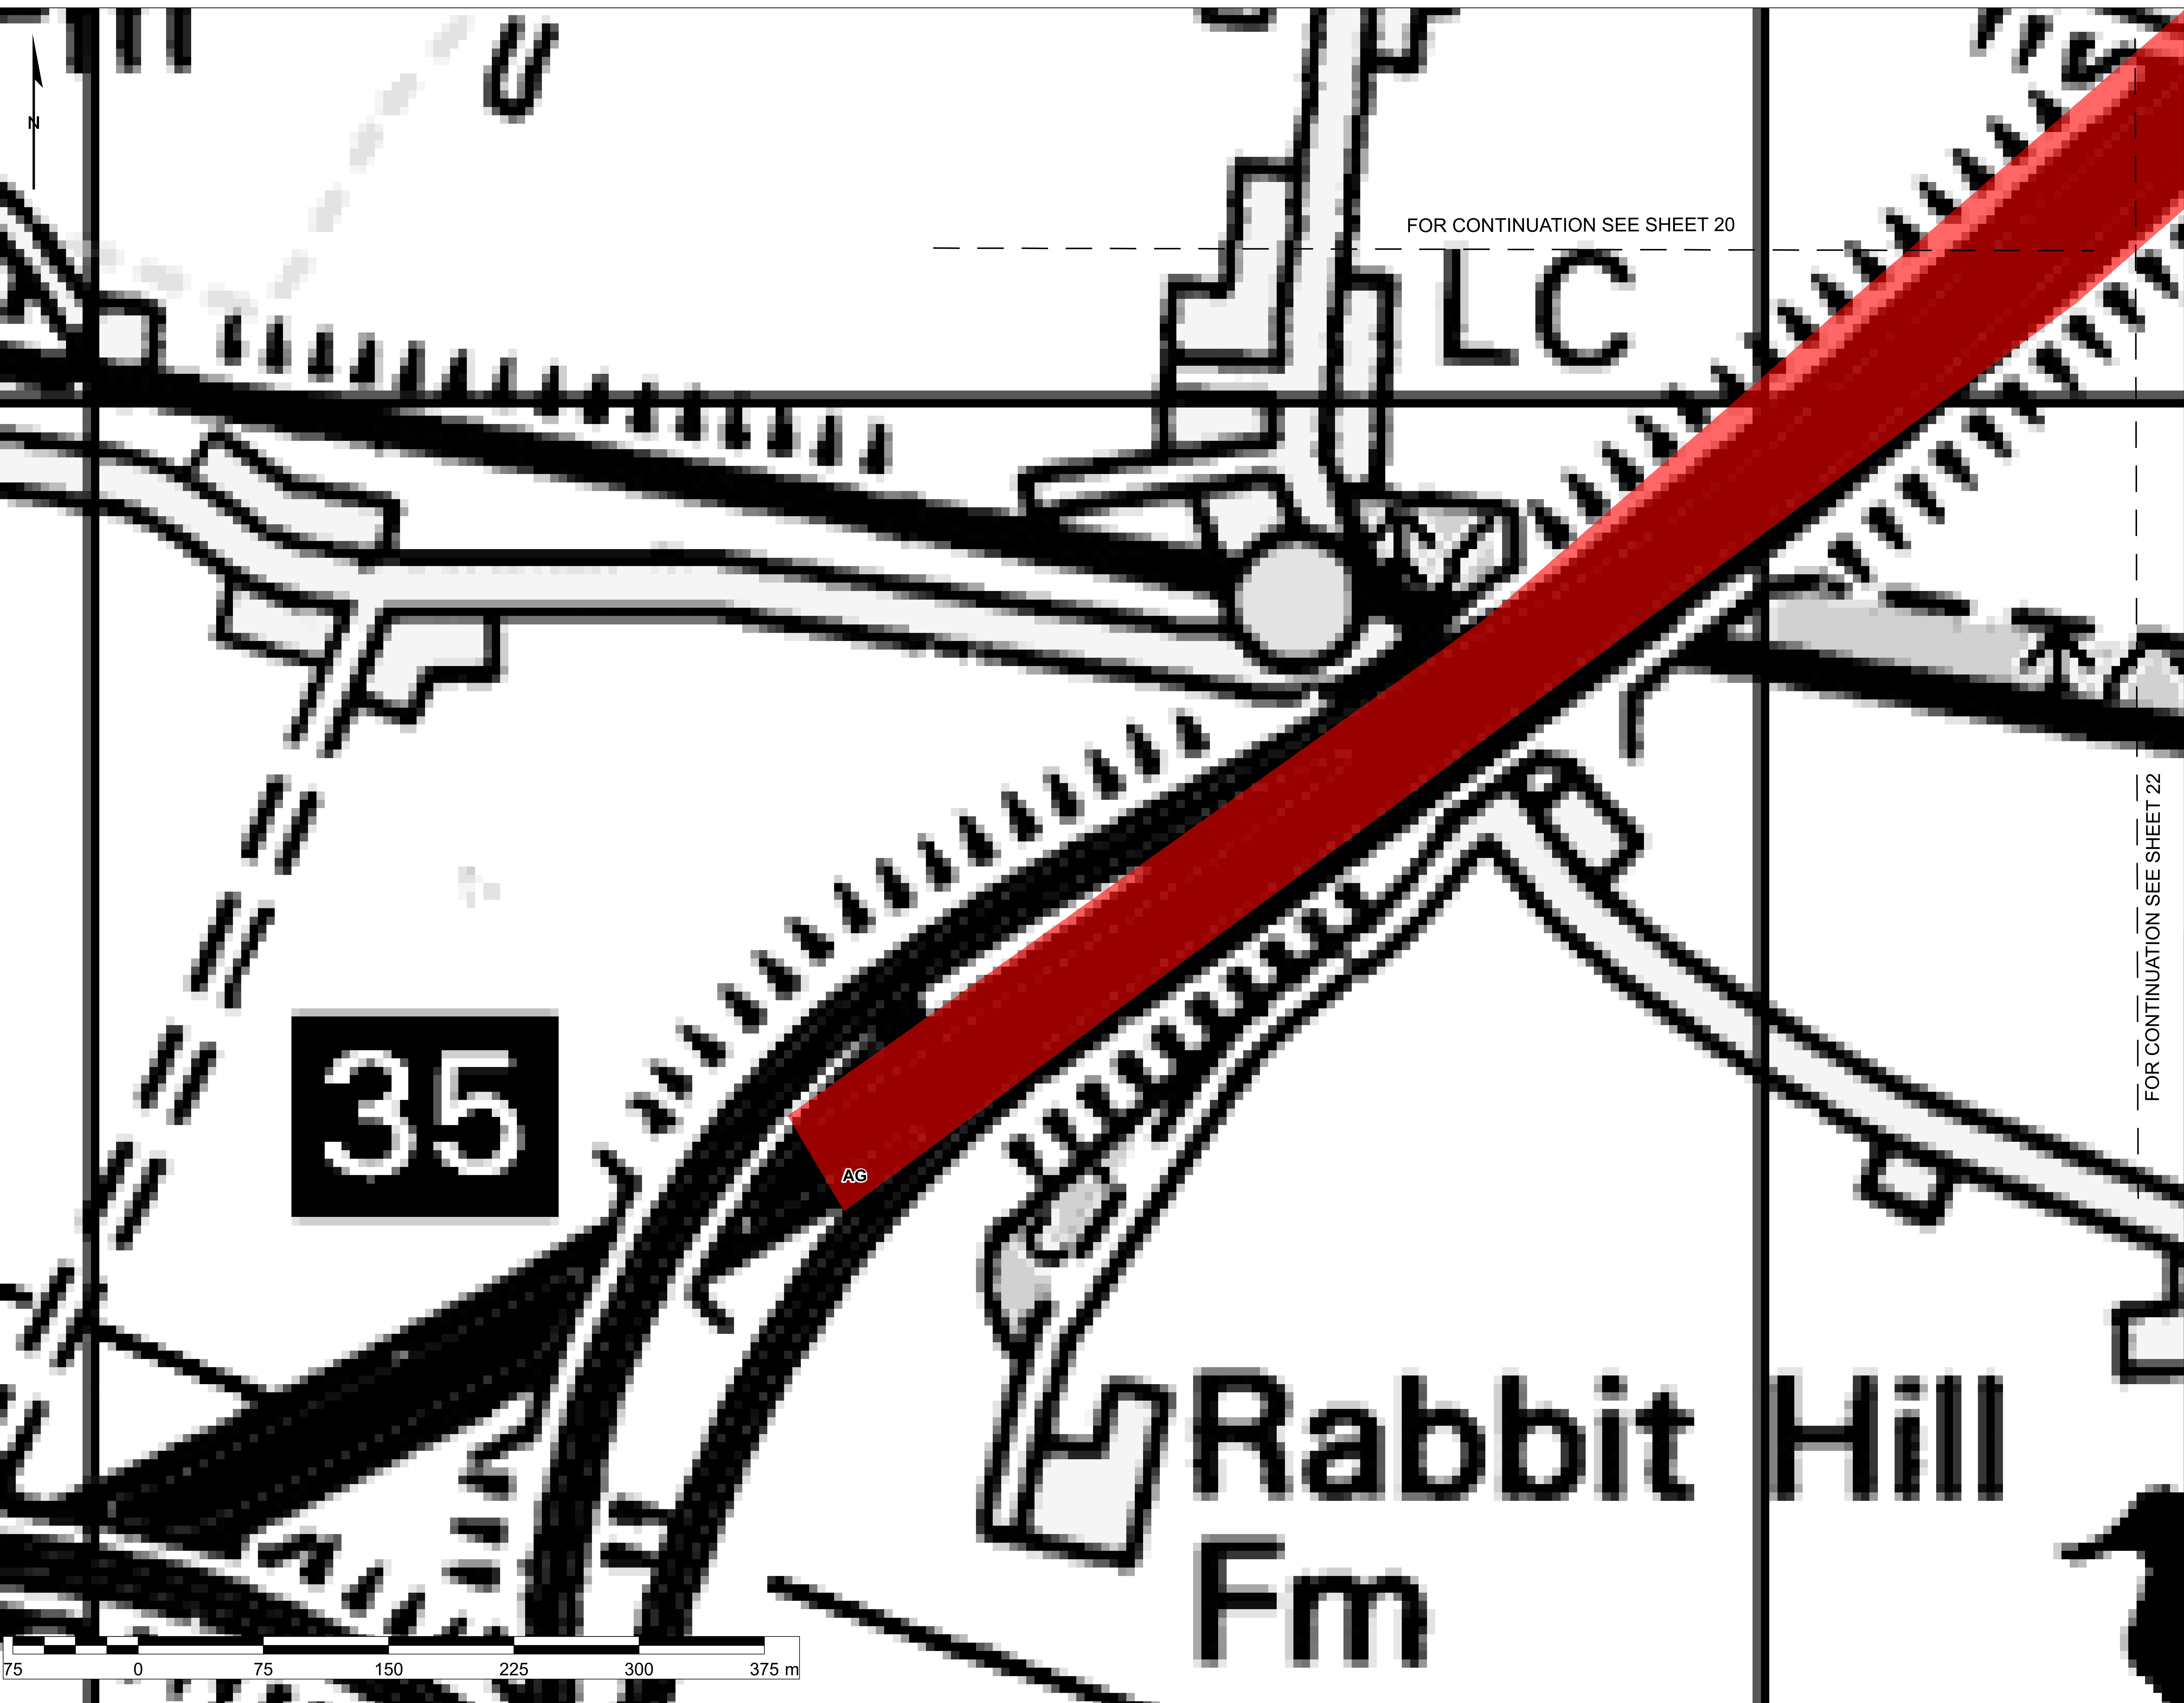 N
FOR CONTINUATION SEE SHEET 20
LC
FOR CONTINUATION SEE SHEET 22
35
AG
Rabbit Hill
Fm
75 0 75 150 225 300 375 m